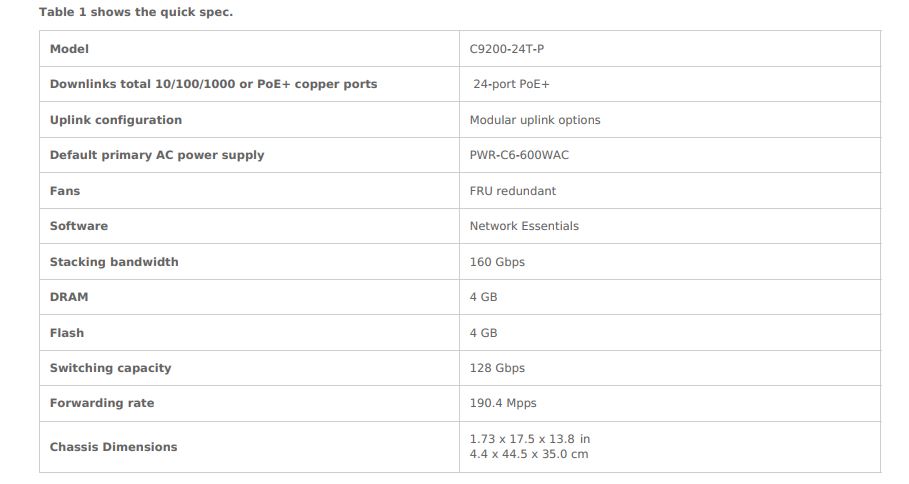 Table 1 shows the quick spec.
Model C9200-24T-P
Downlinks total 10/100/1000 or PoE+ copper ports 24-port PoE+
Uplink configuration Modular uplink options
Default primary AC power supply PWR-C6-600WAC
Fans FRU redundant
Software Network Essentials
Stacking bandwidth 160 Gbps
DRAM 4 GB
Flash 4 GB
Switching capacity 128 Gbps
Forwarding rate 190.4 Mpps
Chassis Dimensions 1.73 x 17.5 x 13.8 in
4.4 x 44.5 x 35.0 cm